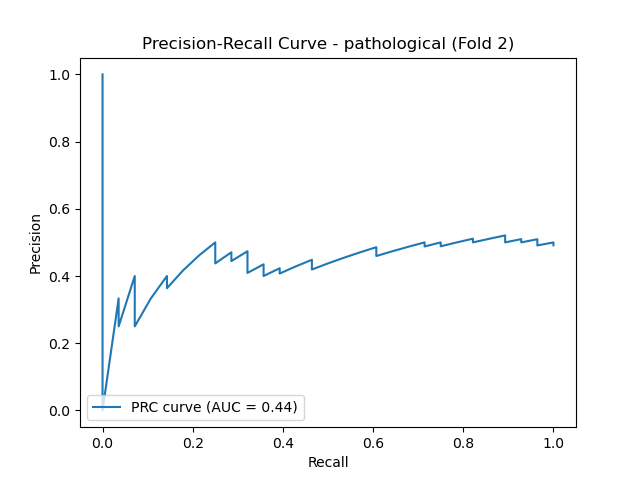 Precision-Recall Curve - pathological (Fold 2)
1.0
0.8
0.6
0.4
0.2
0.0
Precision
PRC curve (AUC = 0.44)
0.0 0.2 0.4 0.6 0.8 1.0
Recall